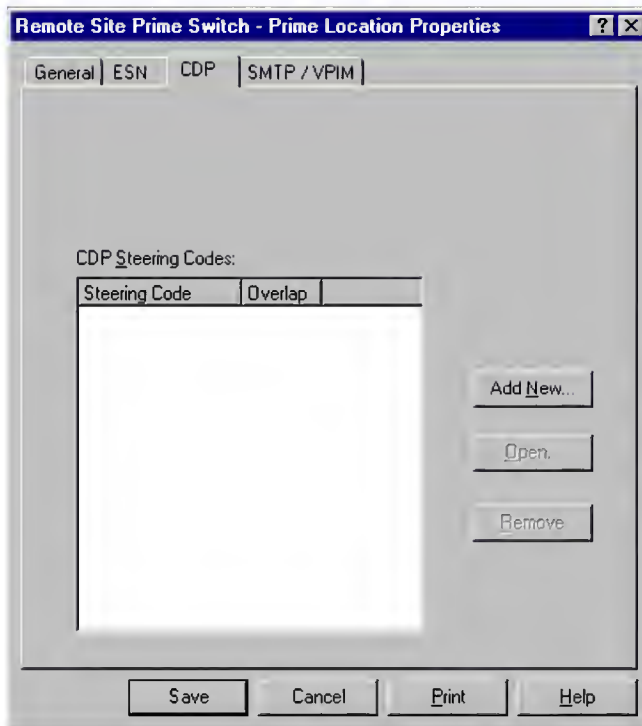 Remote Site Prime Switch - Prime Location Properties
General ESN CDP SMTP / VPIM
CDP Steering Codes:
Steering Code Overlap
Add New...
Open.
Remove
Save Cancel Print Help